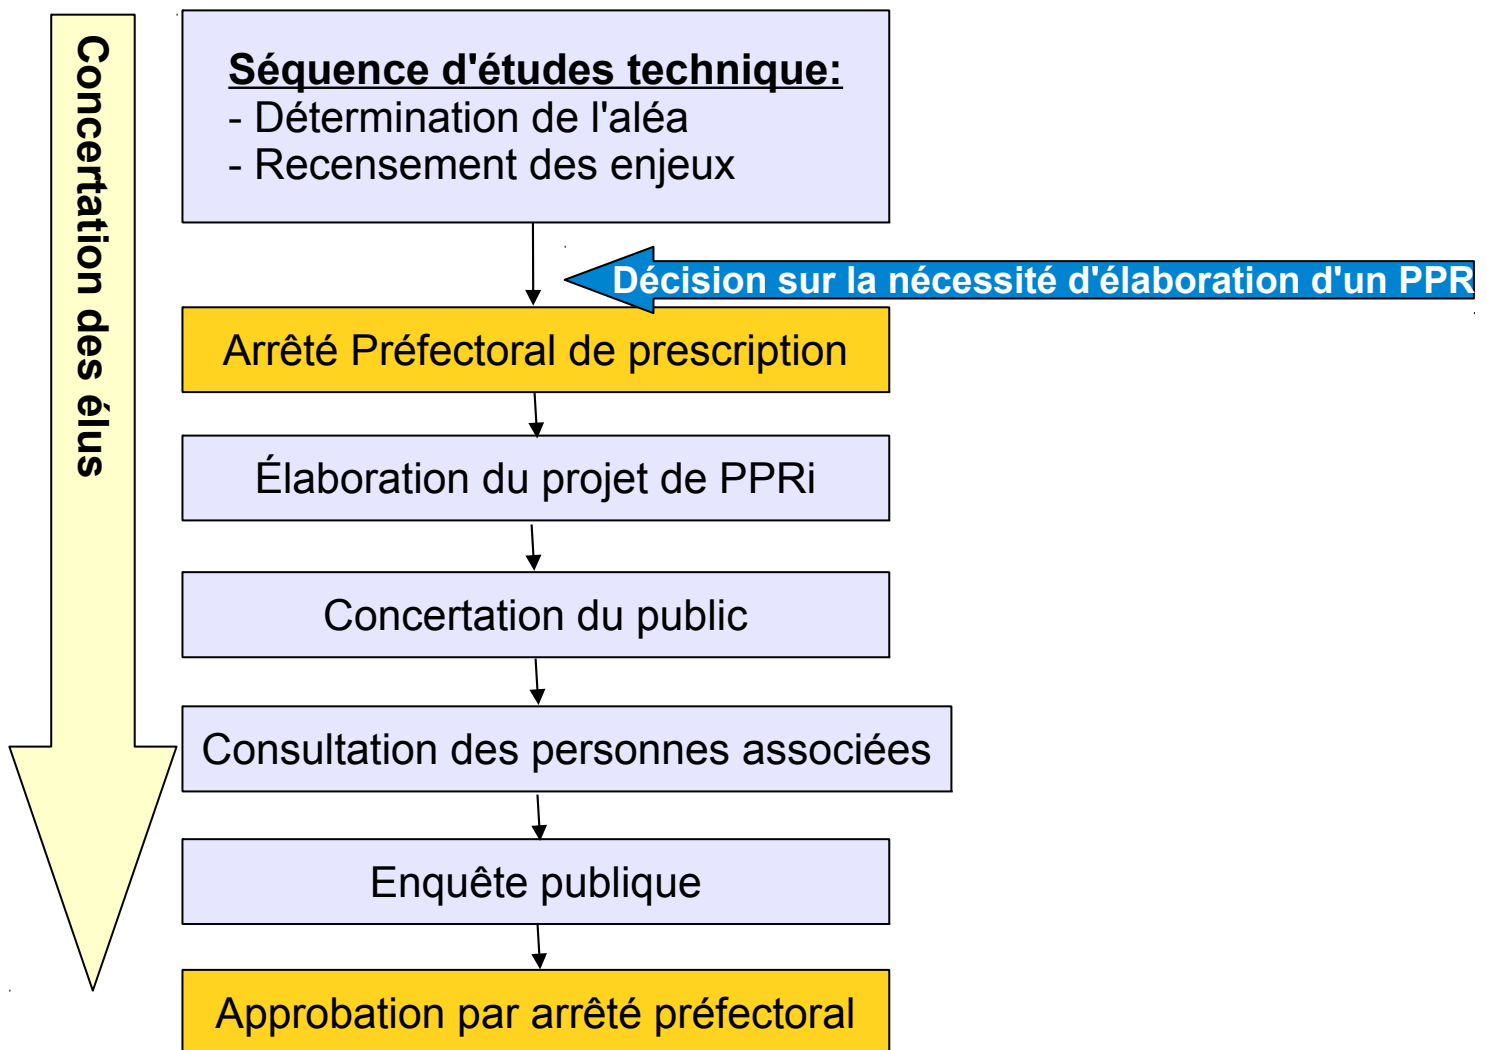 Concertation des élus
Séquence d'études technique:
- Détermination de l'aléa
- Recensement des enjeux
Décision sur la nécessité d'élaboration d'un PPR
Arrêté Préfectoral de prescription
Élaboration du projet de PPRi
Concertation du public
Consultation des personnes associées
Enquête publique
Approbation par arrêté préfectoral